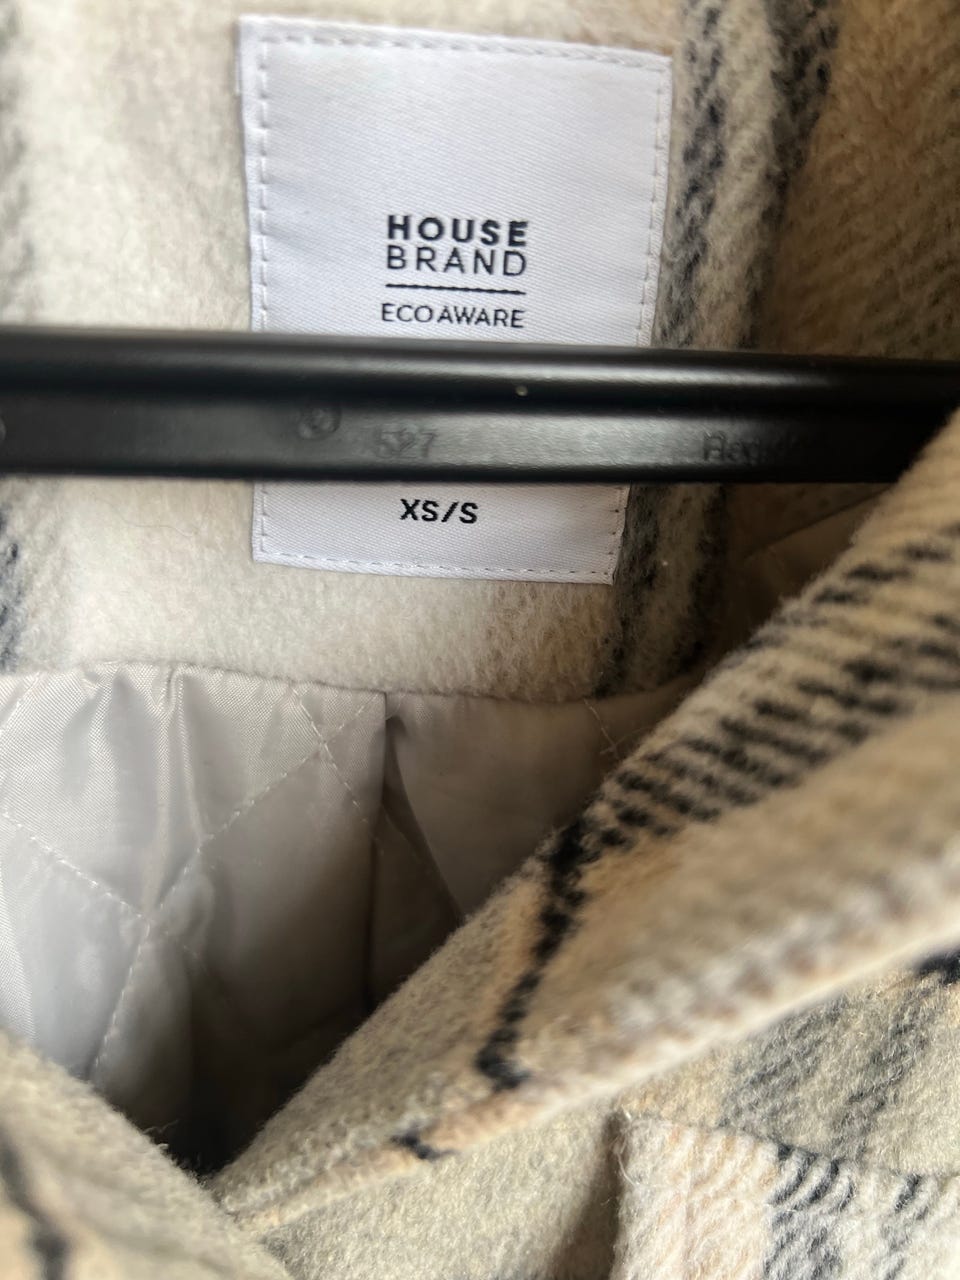 HOUSE
BRAND
ECOAWARE
527
XS/S